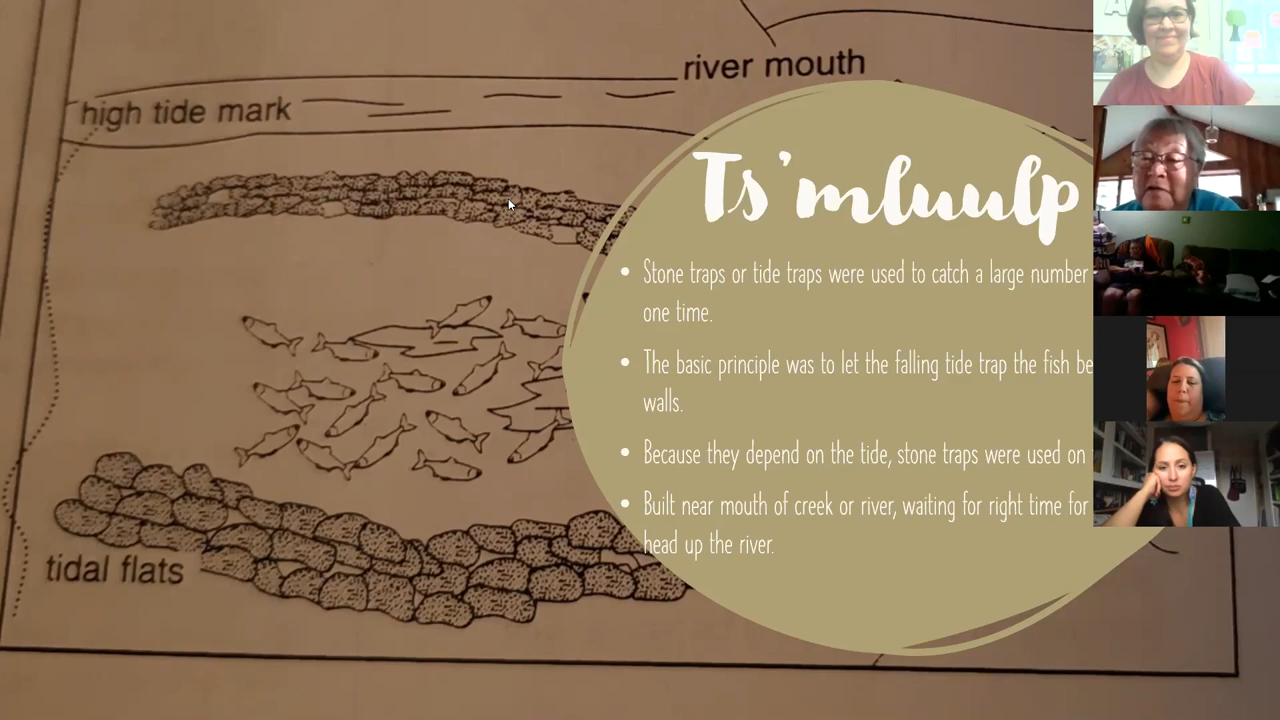 river mouth
high tide mark
Ts'mluulp
• Stone traps or tide traps were used to catch a large number
one time.
• The basic principle was to let the falling tide trap the fish be
walls.
• Because they depend on the tide, stone traps were used on
• Built near mouth of creek or river, waiting for right time for
head up the river.
tidal flats